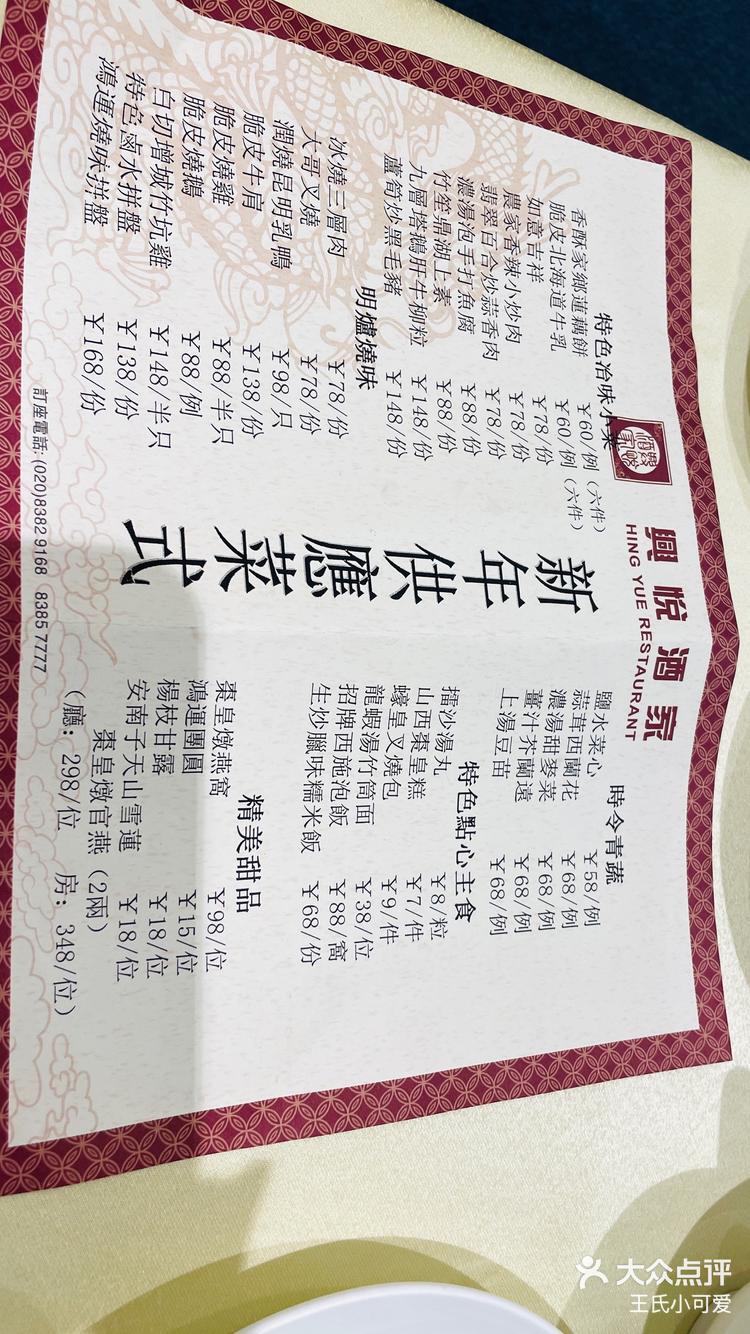 興悅酒家
HING YUE RESTAURANT
新年供應菜式
特色冶味小菜
香酥家鄉蓮藕餅 ¥60/例（六件）
脆皮北海道牛乳 ¥60/例（六件）
如意吉祥 ¥78/份
農家香辣小炒肉 ¥78/份
翡翠百合炒蒜香肉 ¥78/份
濃湯泡手打魚腐 ¥88/份
竹笙鼎湖上素 ¥88/份
九層塔鵝肝牛柳粒 ¥148/份
蘆筍炒黑毛豬 ¥148/份
明爐燒味
冰燒三層肉 ¥78/份
大哥叉燒 ¥78/份
潤燒昆明乳鴨 ¥98/只
脆皮牛肩 ¥138/份
脆皮燒雞 ¥88/半只
脆皮燒鵝 ¥88/例
白切增城竹坑雞 ¥148/半只
特色鹵水拼盤 ¥138/份
鴻運燒味拼盤 ¥168/份
時令青蔬
鹽水菜心 ¥58/例
蒜茸西蘭花 ¥68/例
濃湯甜麥菜 ¥68/例
薑汁芥蘭遠 ¥68/例
上湯豆苗 ¥68/例
特色點心主食
擂沙湯丸 ¥8/粒
山西棗皇糕 ¥7/件
蠔皇叉燒包 ¥9/件
龍蝦湯竹筒面 ¥38/位
招牌西施泡飯 ¥88/窩
生炒臘味糯米飯 ¥68/份
精美甜品
棗皇燉燕窩 ¥98/位
鴻運團圓 ¥15/位
楊枝甘露 ¥18/位
安南子天山雪蓮 ¥18/位
棗皇燉官燕（2兩）
（廳：298/位 房：348/位）
訂座電話：(020)8382 9168 8385 7777
大众点评
王氏小可爱